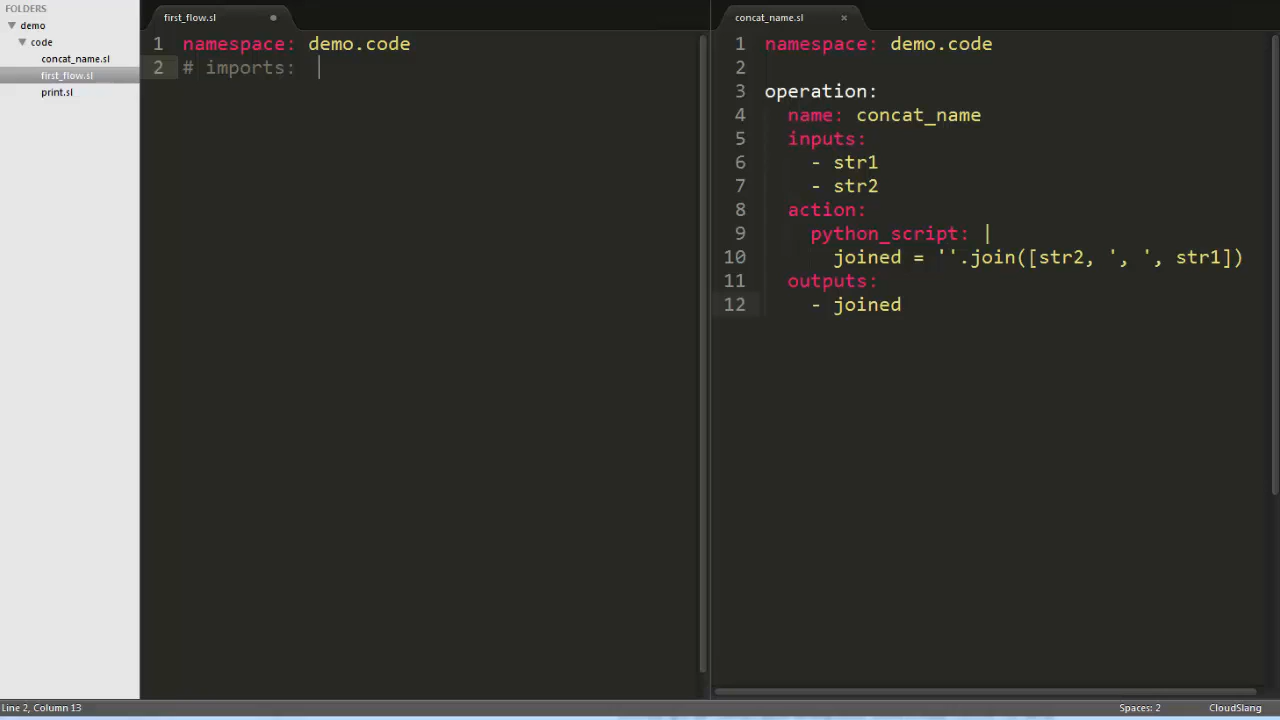 FOLDERS
demo
code
concat_name.sl
first_flow.sl
print.sl
first_flow.sl
1 namespace: demo.code
2 # imports:
concat_name.sl ×
1 namespace: demo.code
2
3 operation:
4 name: concat_name
5 inputs:
6 - str1
7 - str2
8 action:
9 python_script: |
10 joined = ''.join([str2, ', ', str1])
11 outputs:
12 - joined
Line 2, Column 13
Spaces: 2
CloudSlang